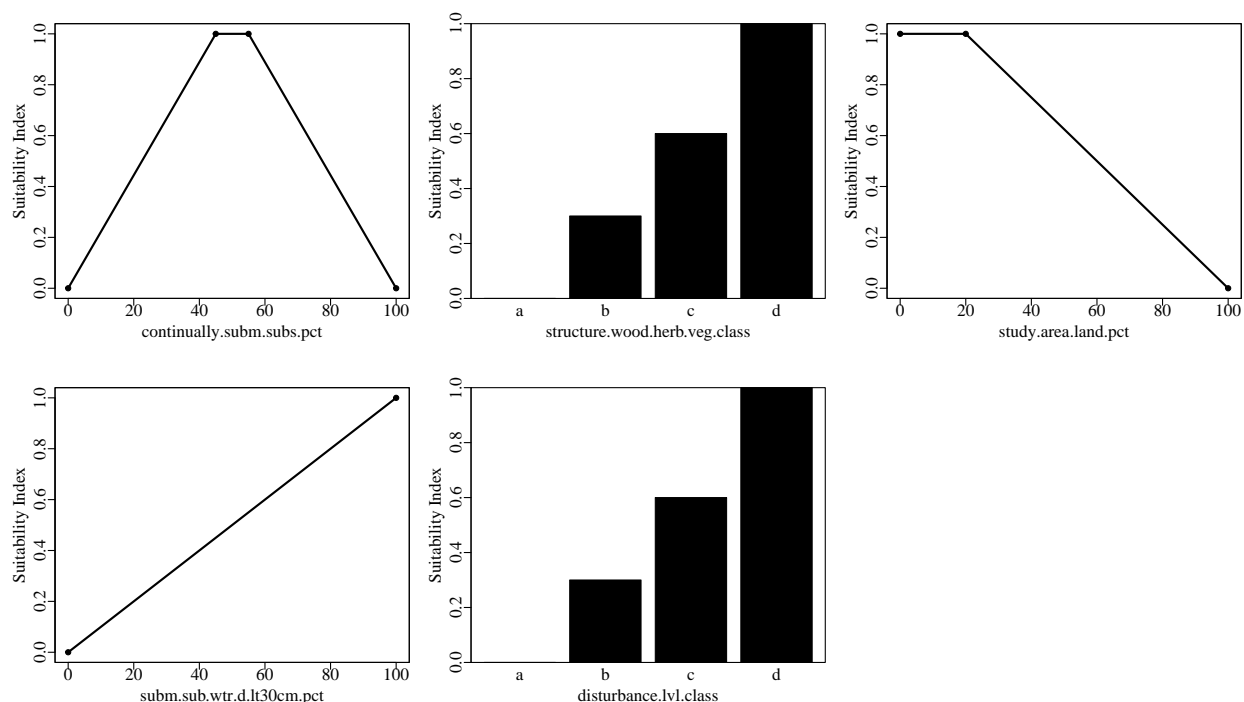 Suitability Index
0.0 0.2 0.4 0.6 0.8 1.0
0 20 40 60 80 100
continually.subm.subs.pct
Suitability Index
0.0 0.2 0.4 0.6 0.8 1.0
a b c d
structure.wood.herb.veg.class
Suitability Index
0.0 0.2 0.4 0.6 0.8 1.0
0 20 40 60 80 100
study.area.land.pct
Suitability Index
0.0 0.2 0.4 0.6 0.8 1.0
0 20 40 60 80 100
subm.sub.wtr.d.lt30cm.pct
Suitability Index
0.0 0.2 0.4 0.6 0.8 1.0
a b c d
disturbance.lvl.class